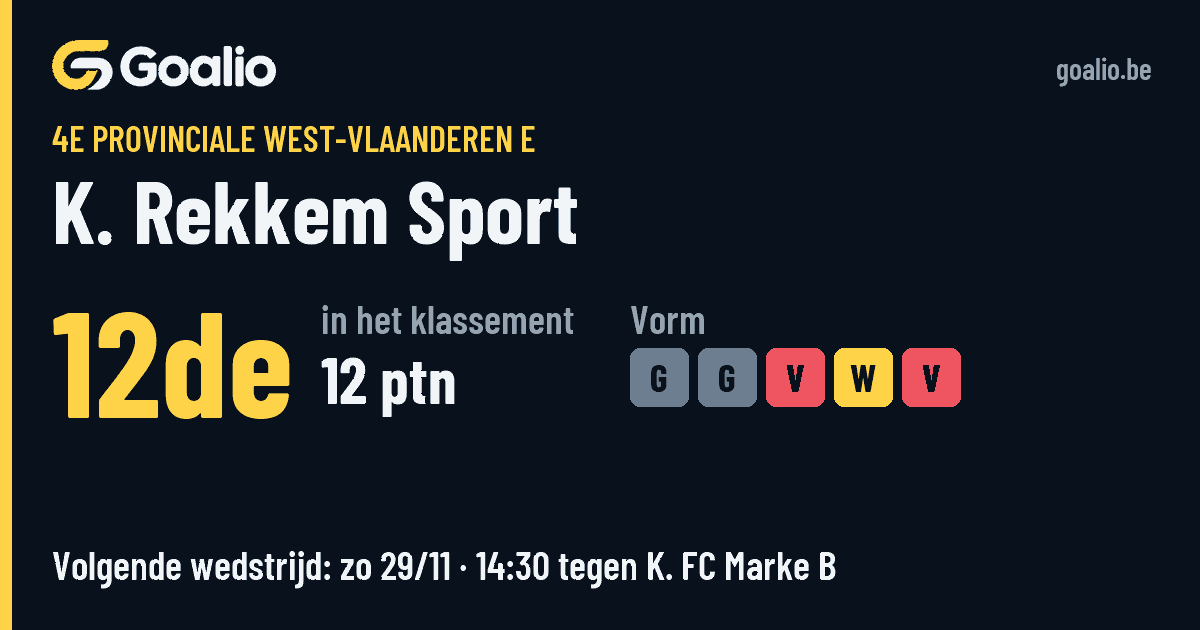 Goalio
goalio.be
4E PROVINCIALE WEST-VLAANDEREN E
K. Rekkem Sport
12de
in het klassement
12 ptn
Vorm
G G V W V
Volgende wedstrijd: zo 29/11 · 14:30 tegen K. FC Marke B